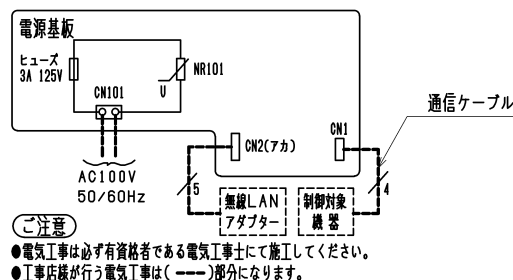 電源基板
ヒューズ
3A 125V
NR101
U
CN101
AC100V
50/60Hz
CN2(アカ)
CN1
通信ケーブル
5
4
無線LAN
アダプター
制御対象
機器
ご注意
●電気工事は必ず有資格者である電気工事士にて施工してください。
●工事店様が行う電気工事は( ---)部分になります。